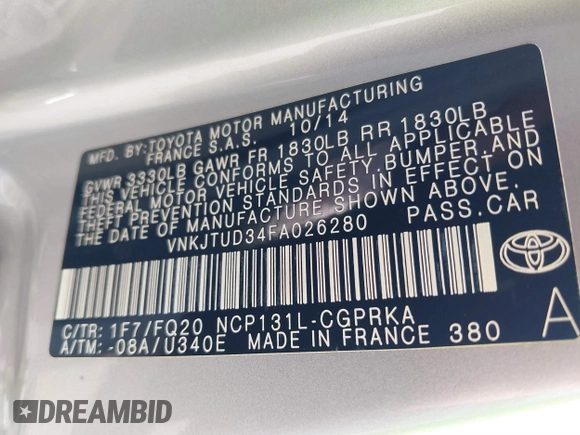 MFD. BY:TOYOTA MOTOR MANUFACTURING
FRANCE S.A.S. 10/14
GVWR 3330LB GAWR FR 1830LB RR 1830LB
THIS VEHICLE CONFORMS TO ALL APPLICABLE
FEDERAL MOTOR VEHICLE SAFETY,BUMPER,AND
THEFT PREVENTION STANDARDS IN EFFECT ON
THE DATE OF MANUFACTURE SHOWN ABOVE.
VNKJTUD34FA026280 PASS.CAR
C/TR: 1F7/FQ20 NCP131L-CGPRKA
A/TM: -08A/U340E MADE IN FRANCE 380
A
DREAMBID